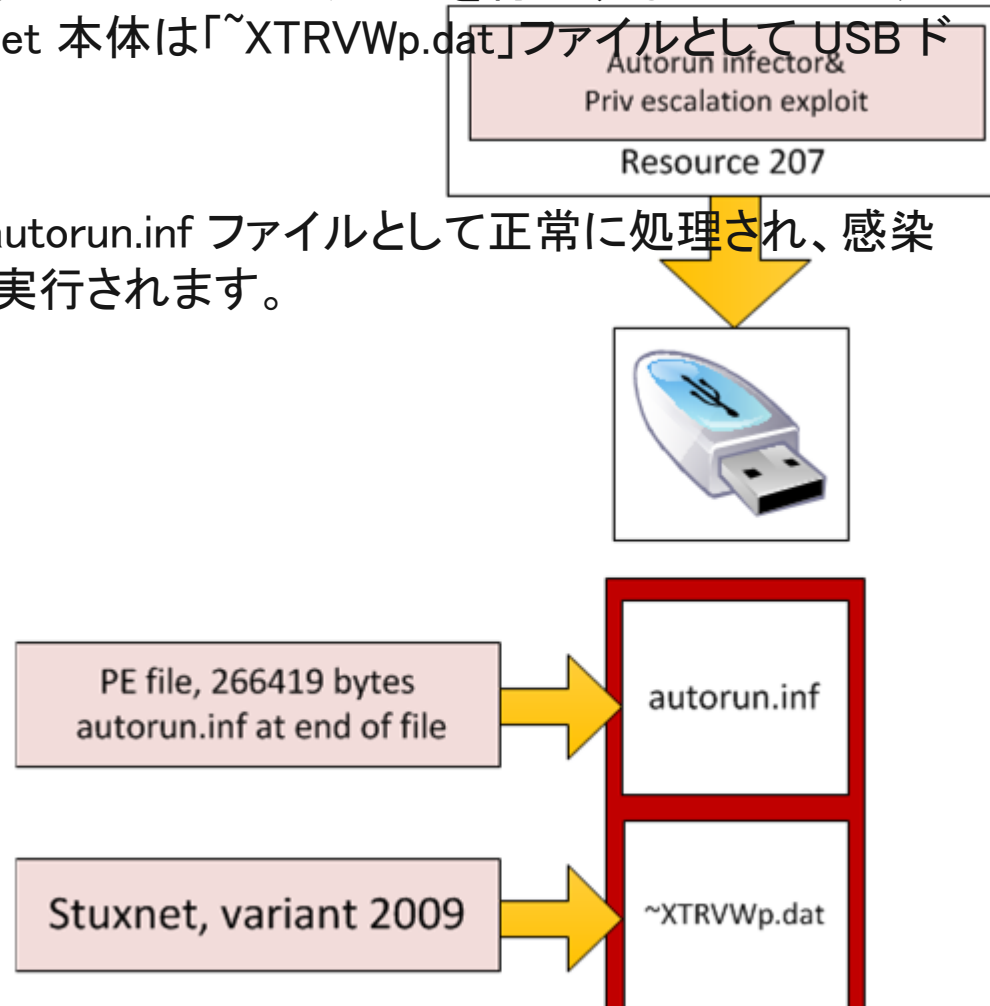 et 本体は「~XTRVWp.dat」ファイルとして USB ド
Autorun infector&
Priv escalation exploit
Resource 207
autorun.inf ファイルとして正常に処理され、感染
実行されます。
PE file, 266419 bytes
autorun.inf at end of file
autorun.inf
Stuxnet, variant 2009
~XTRVWp.dat